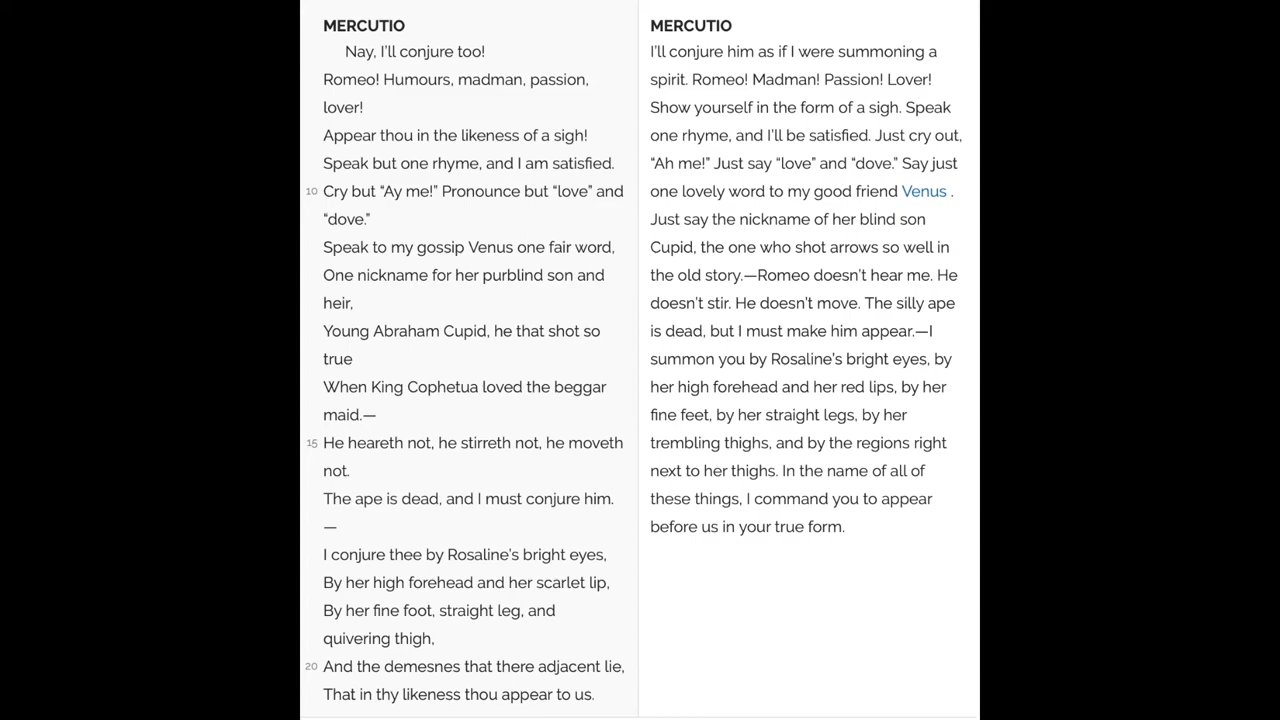 MERCUTIO
Nay, I’ll conjure too!
Romeo! Humours, madman, passion,
lover!
Appear thou in the likeness of a sigh!
Speak but one rhyme, and I am satisfied.
10 Cry but “Ay me!” Pronounce but “love” and
“dove.”
Speak to my gossip Venus one fair word,
One nickname for her purblind son and
heir,
Young Abraham Cupid, he that shot so
true
When King Cophetua loved the beggar
maid.—
15 He heareth not, he stirreth not, he moveth
not.
The ape is dead, and I must conjure him.
—
I conjure thee by Rosaline’s bright eyes,
By her high forehead and her scarlet lip,
By her fine foot, straight leg, and
quivering thigh,
20 And the demesnes that there adjacent lie,
That in thy likeness thou appear to us.
MERCUTIO
I’ll conjure him as if I were summoning a
spirit. Romeo! Madman! Passion! Lover!
Show yourself in the form of a sigh. Speak
one rhyme, and I’ll be satisfied. Just cry out,
“Ah me!” Just say “love” and “dove.” Say just
one lovely word to my good friend Venus .
Just say the nickname of her blind son
Cupid, the one who shot arrows so well in
the old story.—Romeo doesn’t hear me. He
doesn’t stir. He doesn’t move. The silly ape
is dead, but I must make him appear.—I
summon you by Rosaline’s bright eyes, by
her high forehead and her red lips, by her
fine feet, by her straight legs, by her
trembling thighs, and by the regions right
next to her thighs. In the name of all of
these things, I command you to appear
before us in your true form.